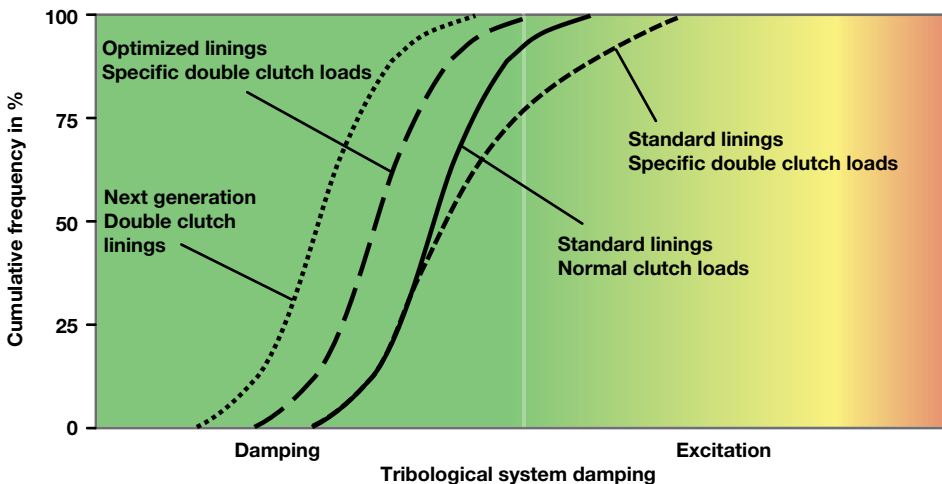 100
75
50
25
0
Cumulative frequency in %
Optimized linings
Specific double clutch loads
Next generation
Double clutch
linings
Standard linings
Specific double clutch loads
Standard linings
Normal clutch loads
Damping
Excitation
Tribological system damping